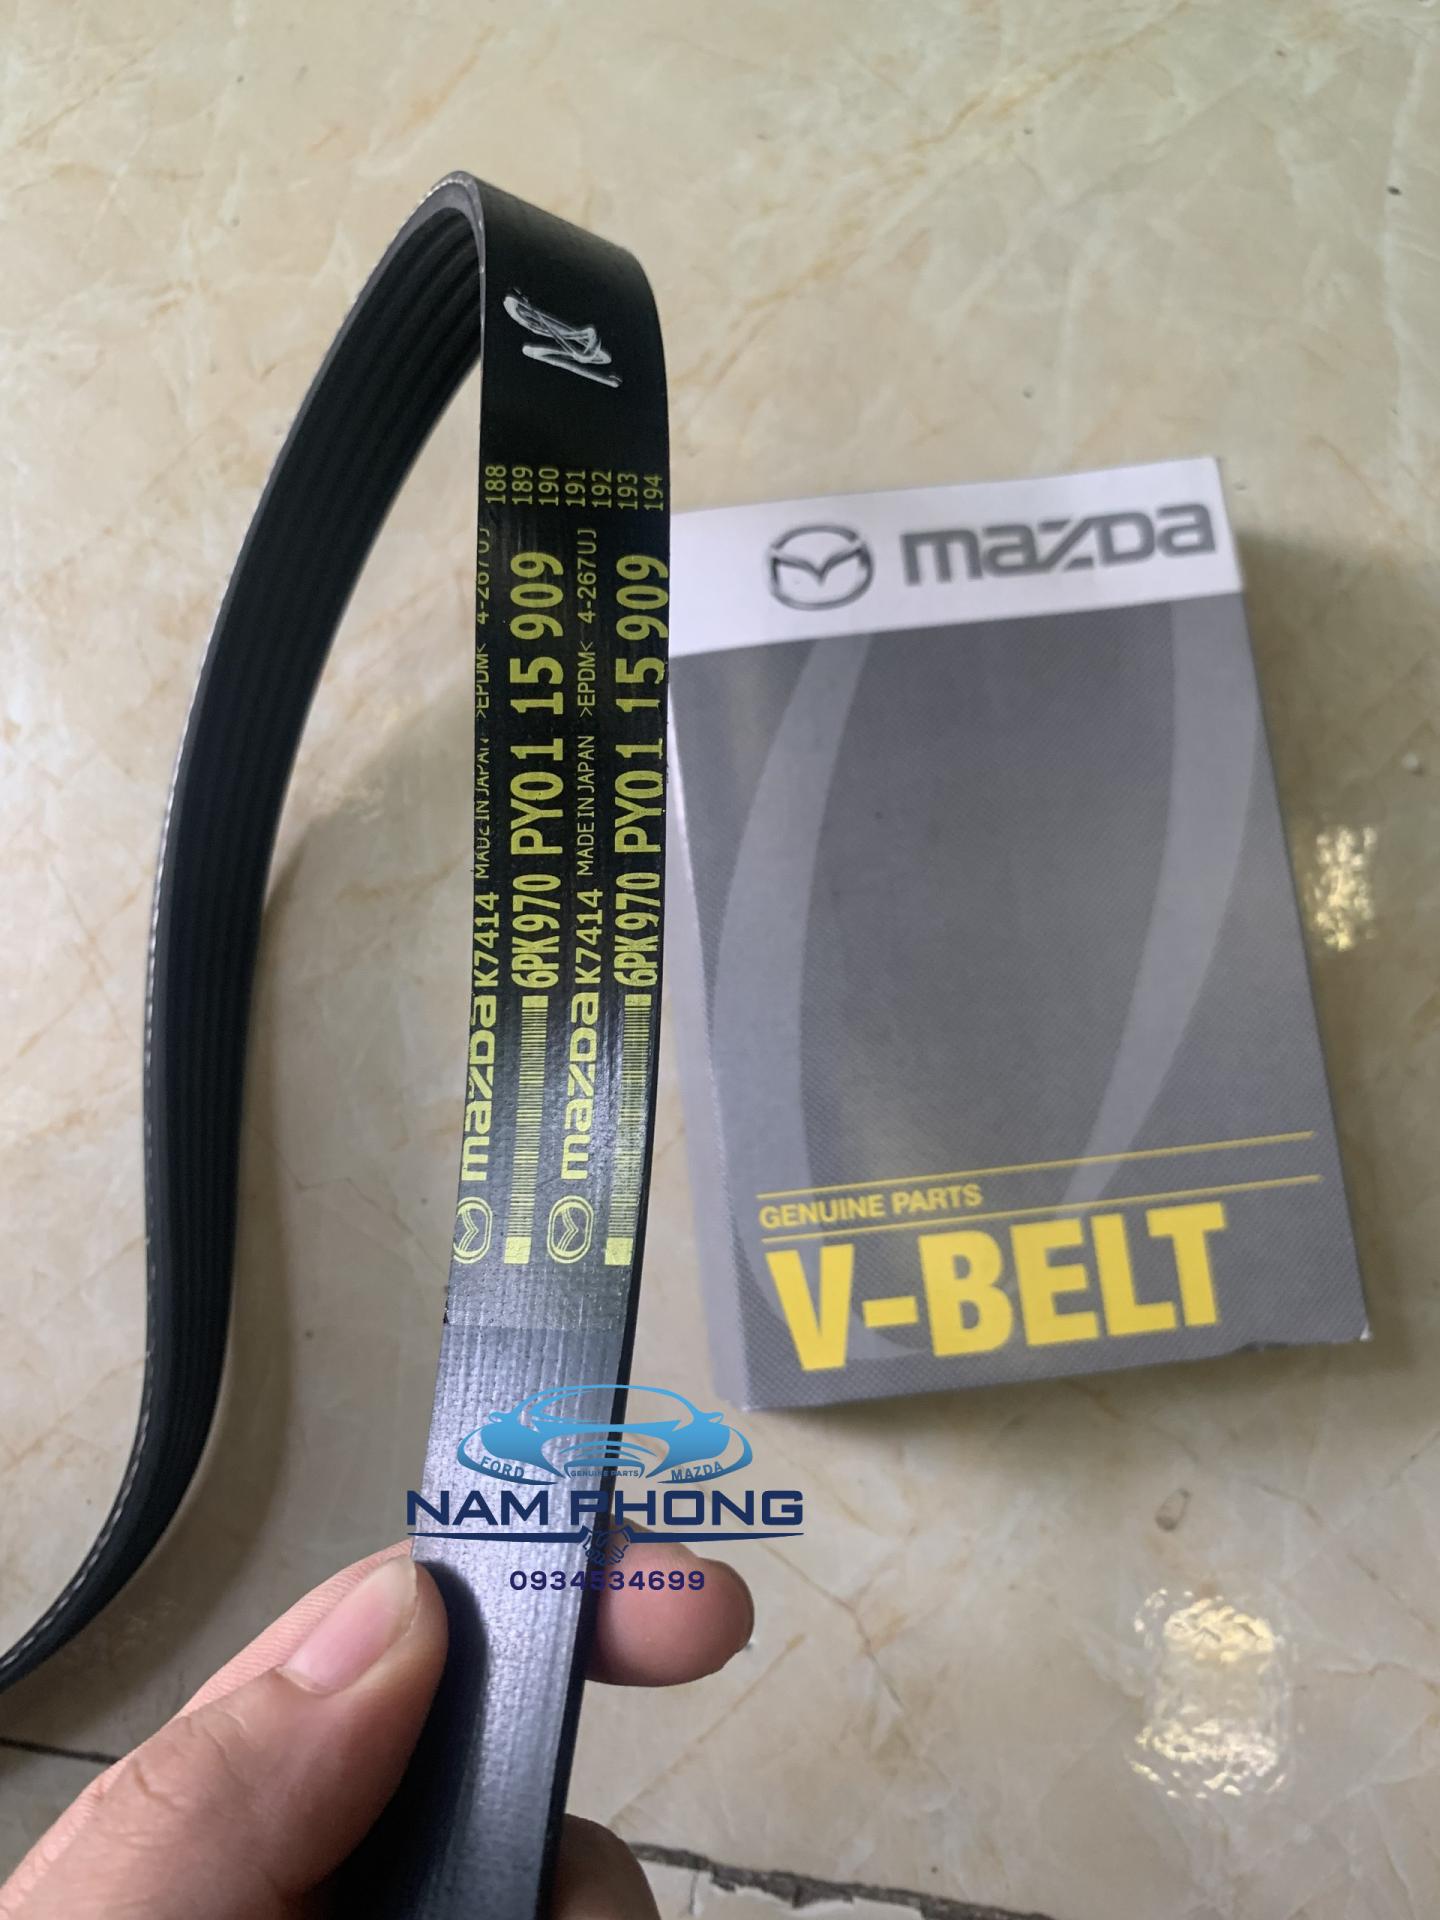 188
189
190
191
192
193
194
mazda K7414 MADE IN JAPAN >EPDM< 4-267UJ
6PK970 PY01 15 909
mazda K7414 MADE IN JAPAN >EPDM< 4-267UJ
6PK970 PY01 15 909
mazda
GENUINE PARTS
V-BELT
FORD GENUINE PARTS MAZDA
NAM PHONG
0934534699